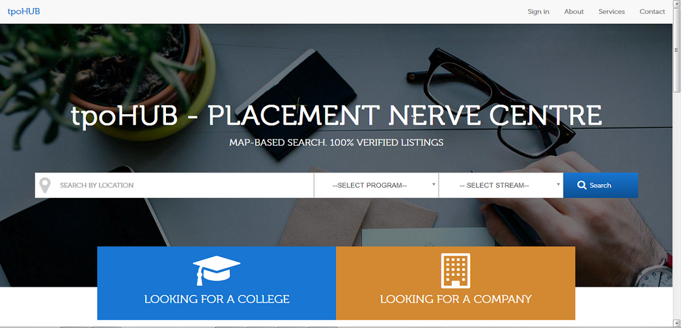 tpoHUB
Sign in
About
Services
Contact
tpoHUB - PLACEMENT NERVE CENTRE
MAP-BASED SEARCH. 100% VERIFIED LISTINGS
SEARCH BY LOCATION
--SELECT PROGRAM--
-- SELECT STREAM--
Search
LOOKING FOR A COLLEGE
LOOKING FOR A COMPANY